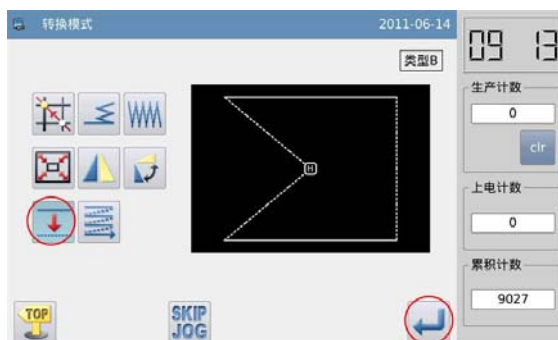 转换模式
2011-06-14
09 13
类型B
生产计数
0
clr
上电计数
0
累积计数
9027
H
TOP
SKIP
JOG